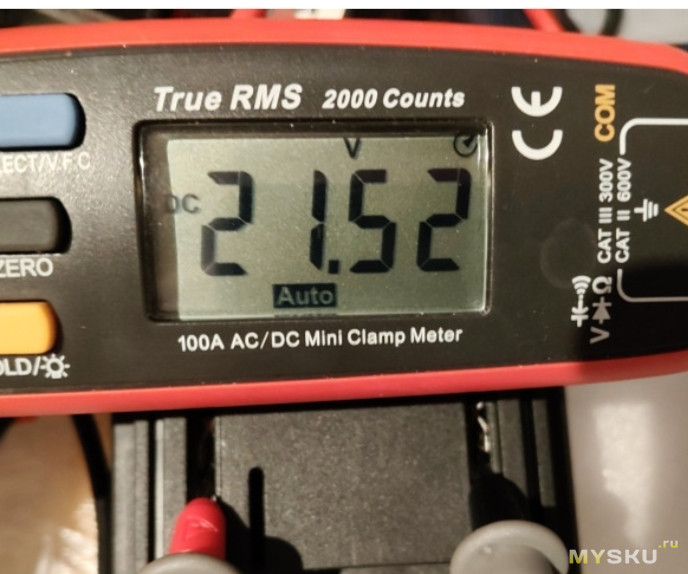 True RMS 2000 Counts
V
DC 21.52
Auto
100A AC/DC Mini Clamp Meter
LECT/V.F.C
ZERO
OLD/
CE
COM
CAT III 300V
CAT II 600V
V Ω
MYSKU.ru